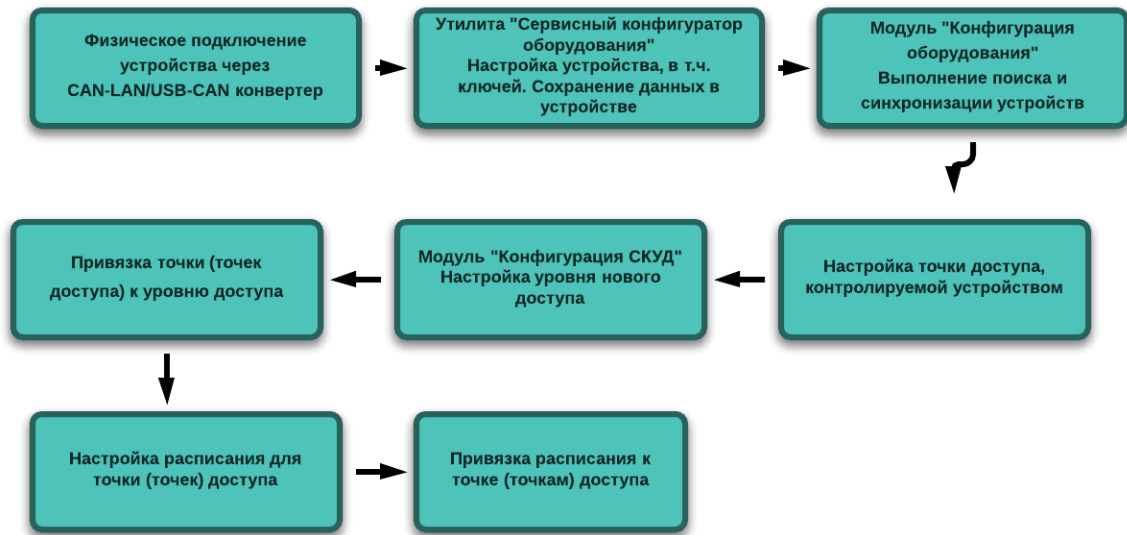 Физическое подключение
устройства через
CAN-LAN/USB-CAN конвертер
Утилита "Сервисный конфигуратор
оборудования"
Настройка устройства, в т.ч.
ключей. Сохранение данных в
устройстве
Модуль "Конфигурация
оборудования"
Выполнение поиска и
синхронизации устройств
Настройка точки доступа,
контролируемой устройством
Модуль "Конфигурация СКУД"
Настройка уровня нового
доступа
Привязка точки (точек
доступа) к уровню доступа
Настройка расписания для
точки (точек) доступа
Привязка расписания к
точке (точкам) доступа